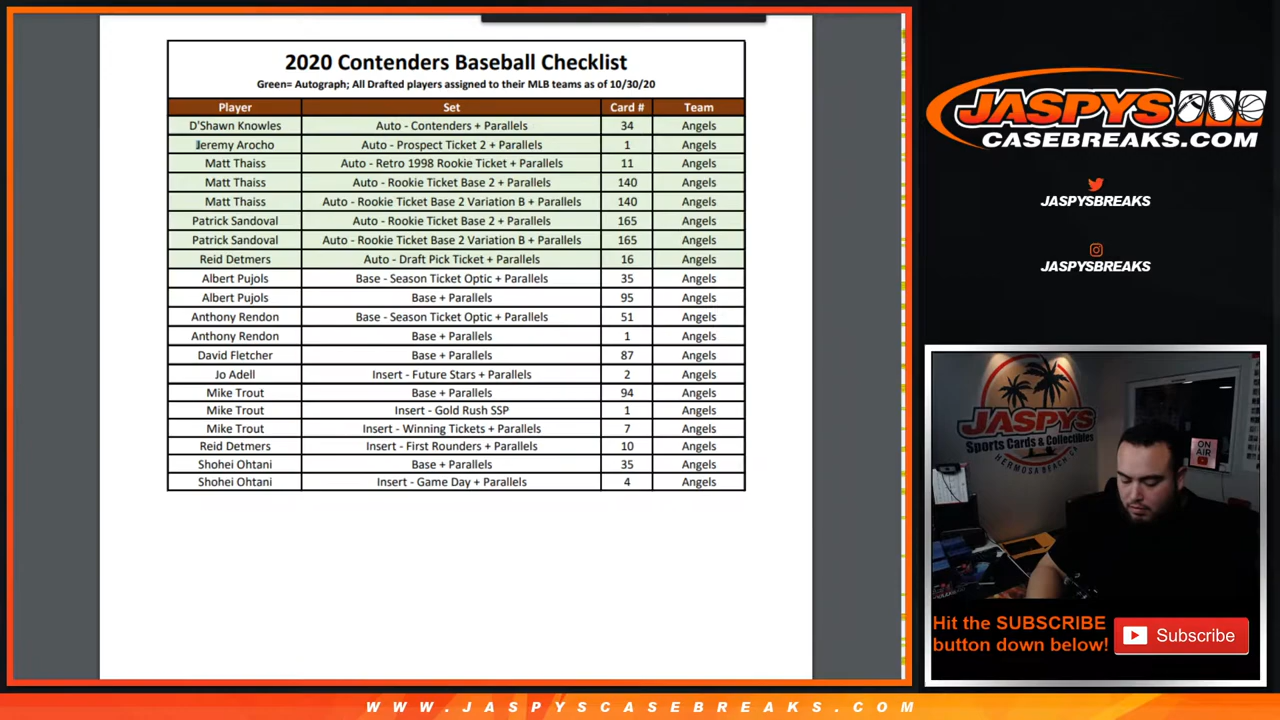 2020 Contenders Baseball Checklist
Green= Autograph; All Drafted players assigned to their MLB teams as of 10/30/20
Player Set Card # Team
D'Shawn Knowles Auto - Contenders + Parallels 34 Angels
Jeremy Arocho Auto - Prospect Ticket 2 + Parallels 1 Angels
Matt Thaiss Auto - Retro 1998 Rookie Ticket + Parallels 11 Angels
Matt Thaiss Auto - Rookie Ticket Base 2 + Parallels 140 Angels
Matt Thaiss Auto - Rookie Ticket Base 2 Variation B + Parallels 140 Angels
Patrick Sandoval Auto - Rookie Ticket Base 2 + Parallels 165 Angels
Patrick Sandoval Auto - Rookie Ticket Base 2 Variation B + Parallels 165 Angels
Reid Detmers Auto - Draft Pick Ticket + Parallels 16 Angels
Albert Pujols Base - Season Ticket Optic + Parallels 35 Angels
Albert Pujols Base + Parallels 95 Angels
Anthony Rendon Base - Season Ticket Optic + Parallels 51 Angels
Anthony Rendon Base + Parallels 1 Angels
David Fletcher Base + Parallels 87 Angels
Jo Adell Insert - Future Stars + Parallels 2 Angels
Mike Trout Base + Parallels 94 Angels
Mike Trout Insert - Gold Rush SSP 1 Angels
Mike Trout Insert - Winning Tickets + Parallels 7 Angels
Reid Detmers Insert - First Rounders + Parallels 10 Angels
Shohei Ohtani Base + Parallels 35 Angels
Shohei Ohtani Insert - Game Day + Parallels 4 Angels
JASPYS
CASEBREAKS.COM
JASPYSBREAKS
JASPYSBREAKS
JASPYS
Sports Cards & Collectibles
HERMOSA BEACH CA
ON AIR
Hit the SUBSCRIBE
button down below!
Subscribe
WWW.JASPYSCASEBREAKS.COM